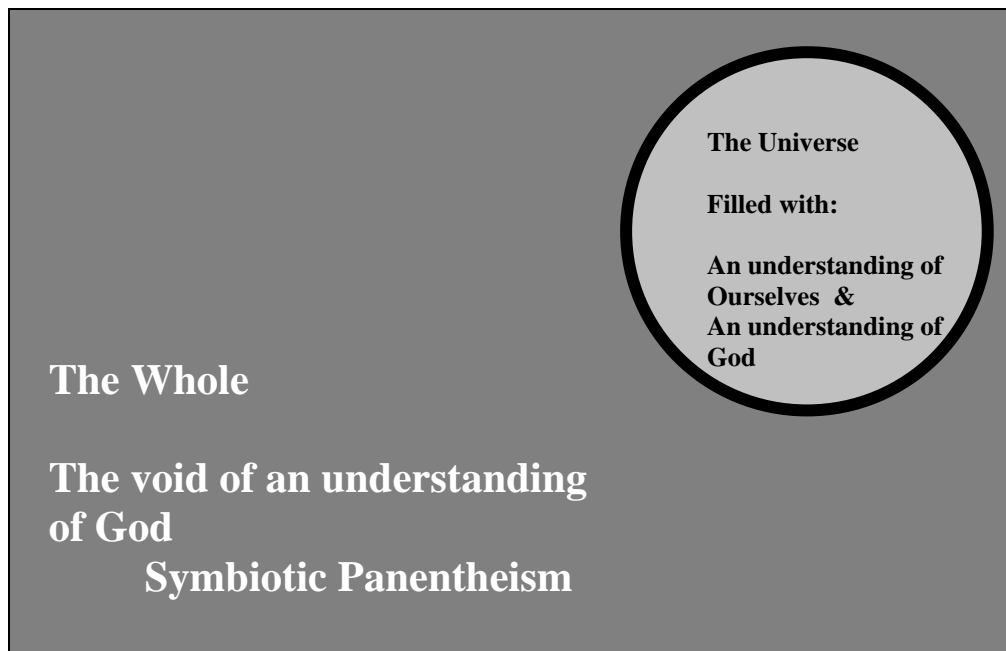 The Universe
Filled with:
An understanding of
Ourselves &
An understanding of
God
The Whole
The void of an understanding
of God
Symbiotic Panentheism